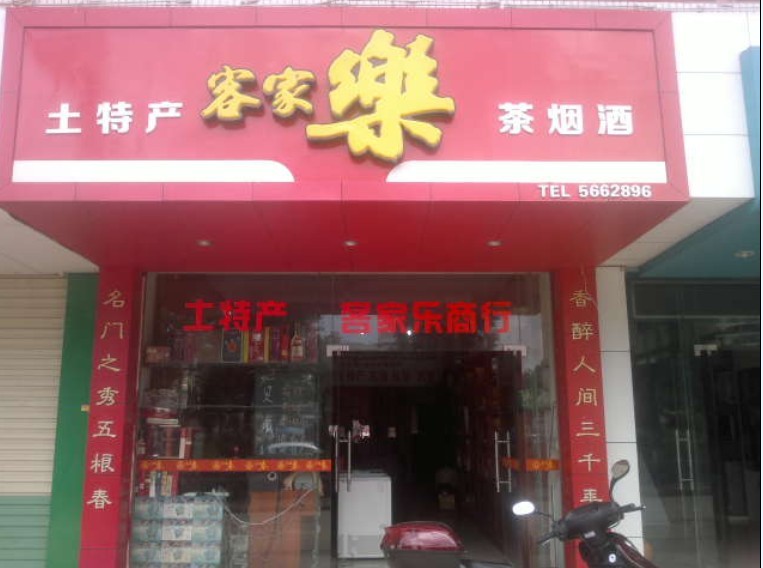 土特产 客家樂 茶烟酒
TEL 5662896
土特产 客家乐商行
名门之秀五粮春
香醉人间三千年